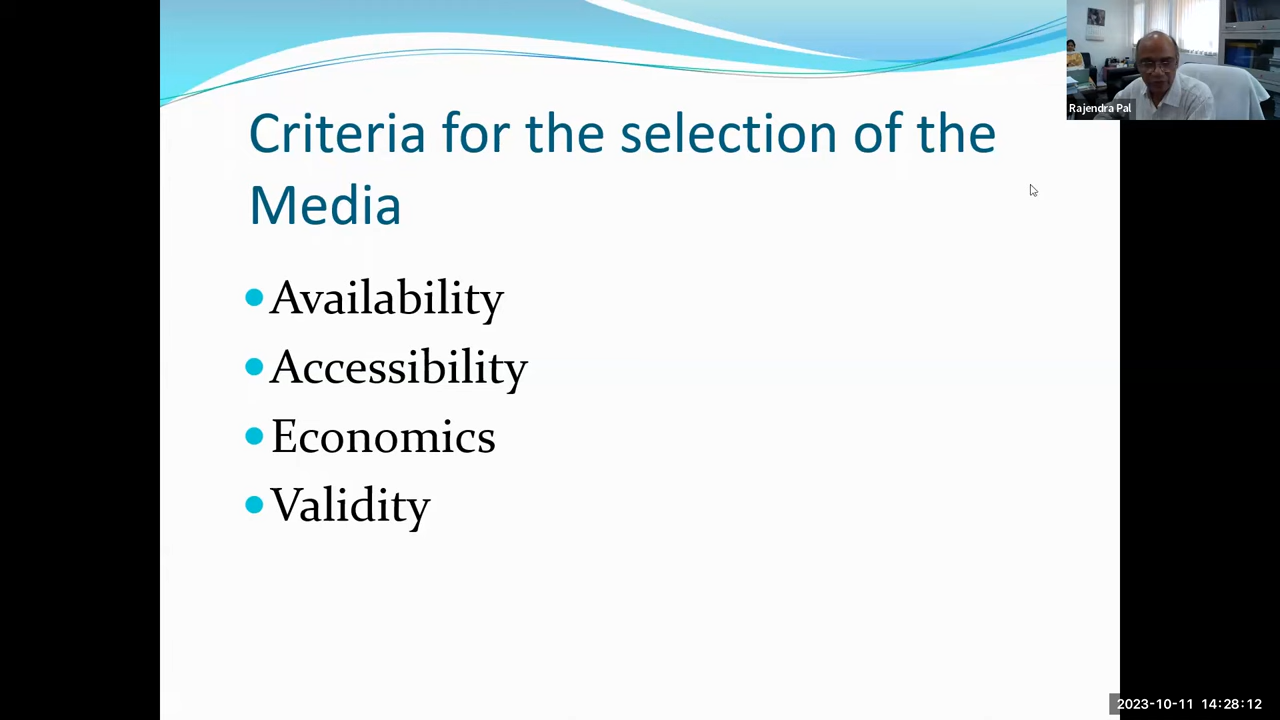 Criteria for the selection of the
Media
Availability
Accessibility
Economics
Validity
Rajendra Pal
2023-10-11 14:28:12